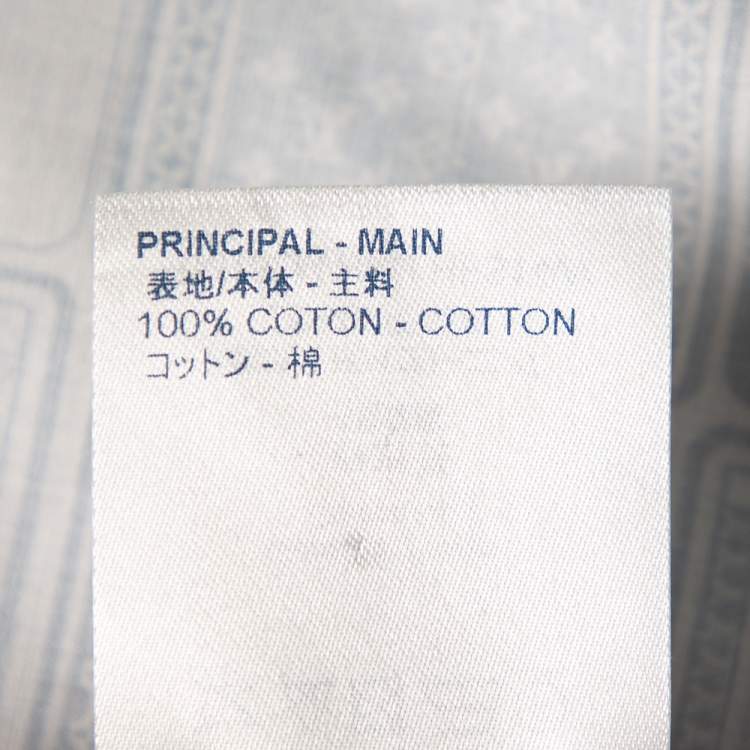 PRINCIPAL - MAIN
表地/本体 - 主料
100% COTON - COTTON
コットン - 棉